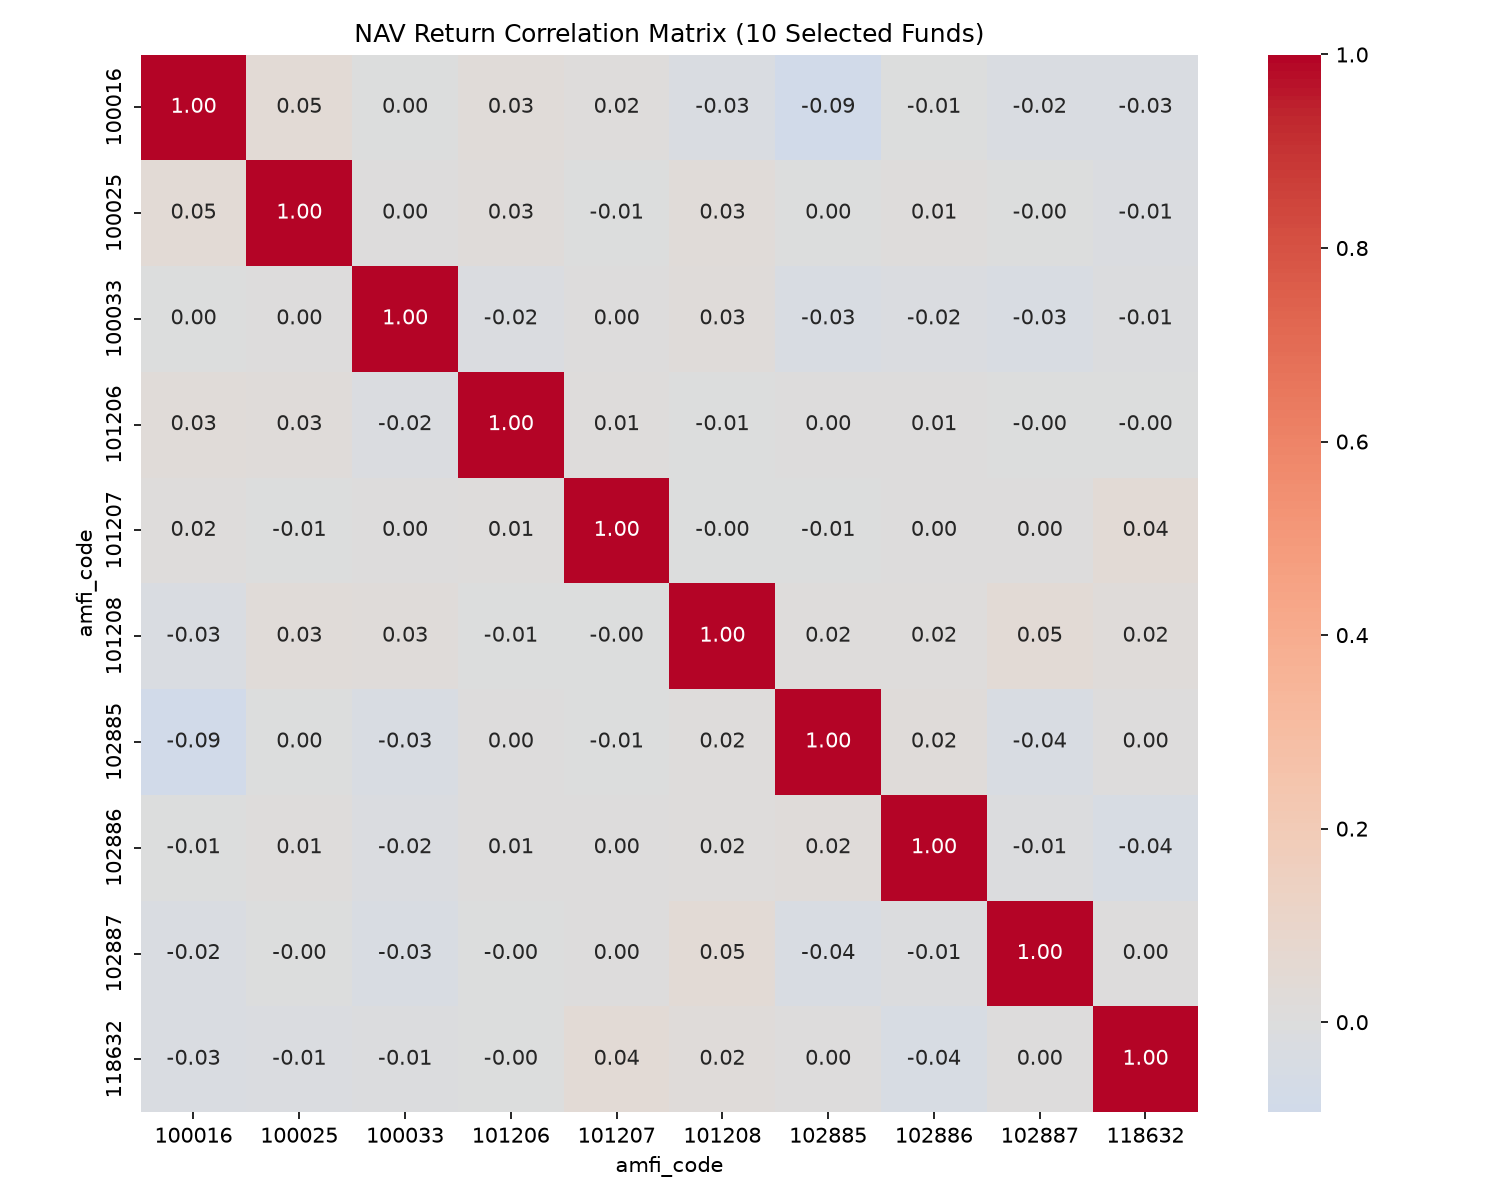 NAV Return Correlation Matrix (10 Selected Funds)
100016 1.00 0.05 0.00 0.03 0.02 -0.03 -0.09 -0.01 -0.02 -0.03
100025 0.05 1.00 0.00 0.03 -0.01 0.03 0.00 0.01 -0.00 -0.01
100033 0.00 0.00 1.00 -0.02 0.00 0.03 -0.03 -0.02 -0.03 -0.01
101206 0.03 0.03 -0.02 1.00 0.01 -0.01 0.00 0.01 -0.00 -0.00
101207 0.02 -0.01 0.00 0.01 1.00 -0.00 -0.01 0.00 0.00 0.04
amfi_code
101208 -0.03 0.03 0.03 -0.01 -0.00 1.00 0.02 0.02 0.05 0.02
102885 -0.09 0.00 -0.03 0.00 -0.01 0.02 1.00 0.02 -0.04 0.00
102886 -0.01 0.01 -0.02 0.01 0.00 0.02 0.02 1.00 -0.01 -0.04
102887 -0.02 -0.00 -0.03 -0.00 0.00 0.05 -0.04 -0.01 1.00 0.00
118632 -0.03 -0.01 -0.01 -0.00 0.04 0.02 0.00 -0.04 0.00 1.00
100016 100025 100033 101206 101207 101208 102885 102886 102887 118632
amfi_code
1.0
0.8
0.6
0.4
0.2
0.0